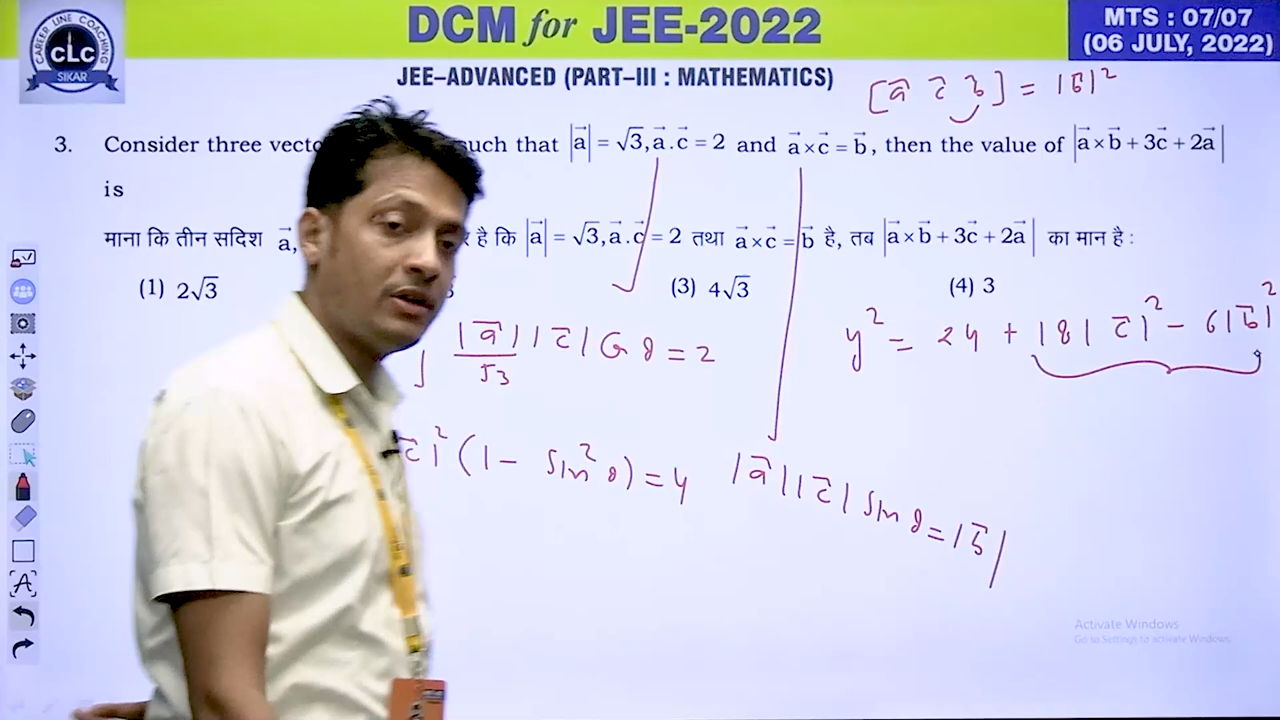 DCM for JEE-2022
MTS : 07/07
(06 JULY, 2022)
CAREER LINE COACHING
CLC
SIKAR
JEE–ADVANCED (PART–III : MATHEMATICS)
[a⃗ c⃗ b⃗] = |b⃗|²
3. Consider three vecto such that |a⃗| = √3, a⃗.c⃗ = 2 and a⃗×c⃗ = b⃗, then the value of |a⃗×b⃗+3c⃗+2a⃗|
is
माना कि तीन सदिश a⃗, है कि |a⃗| = √3, a⃗.c⃗ = 2 तथा a⃗×c⃗ = b⃗ है, तब |a⃗×b⃗+3c⃗+2a⃗| का मान है :
(1) 2√3 (3) 4√3 (4) 3
|a⃗| |c⃗| Cos θ = 2
√3
y² = 24 + 18|c⃗|² − 6|b⃗|²
c⃗|² (1 − sin²θ) = 4
|a⃗| |c⃗| sin θ = |b⃗|
Activate Windows
Go to Settings to activate Windows.